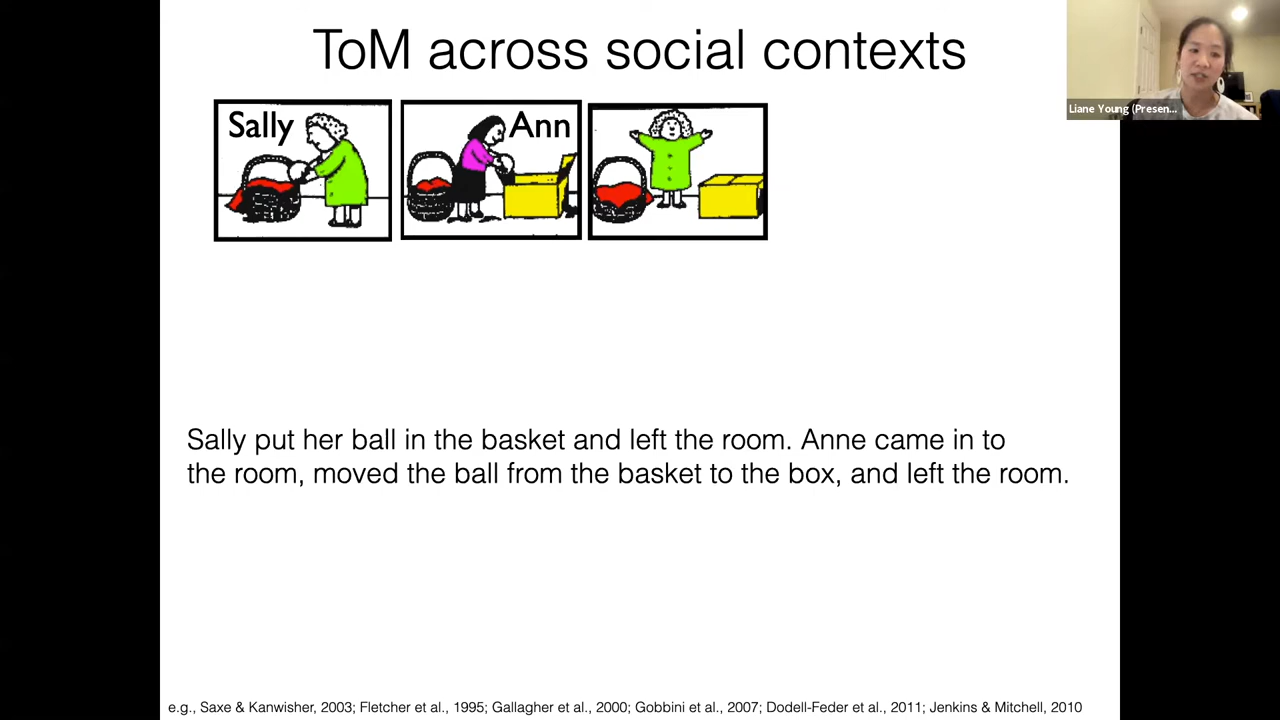 ToM across social contexts
Sally
Ann
Liane Young (Presen...
Sally put her ball in the basket and left the room. Anne came in to
the room, moved the ball from the basket to the box, and left the room.
e.g., Saxe & Kanwisher, 2003; Fletcher et al., 1995; Gallagher et al., 2000; Gobbini et al., 2007; Dodell-Feder et al., 2011; Jenkins & Mitchell, 2010